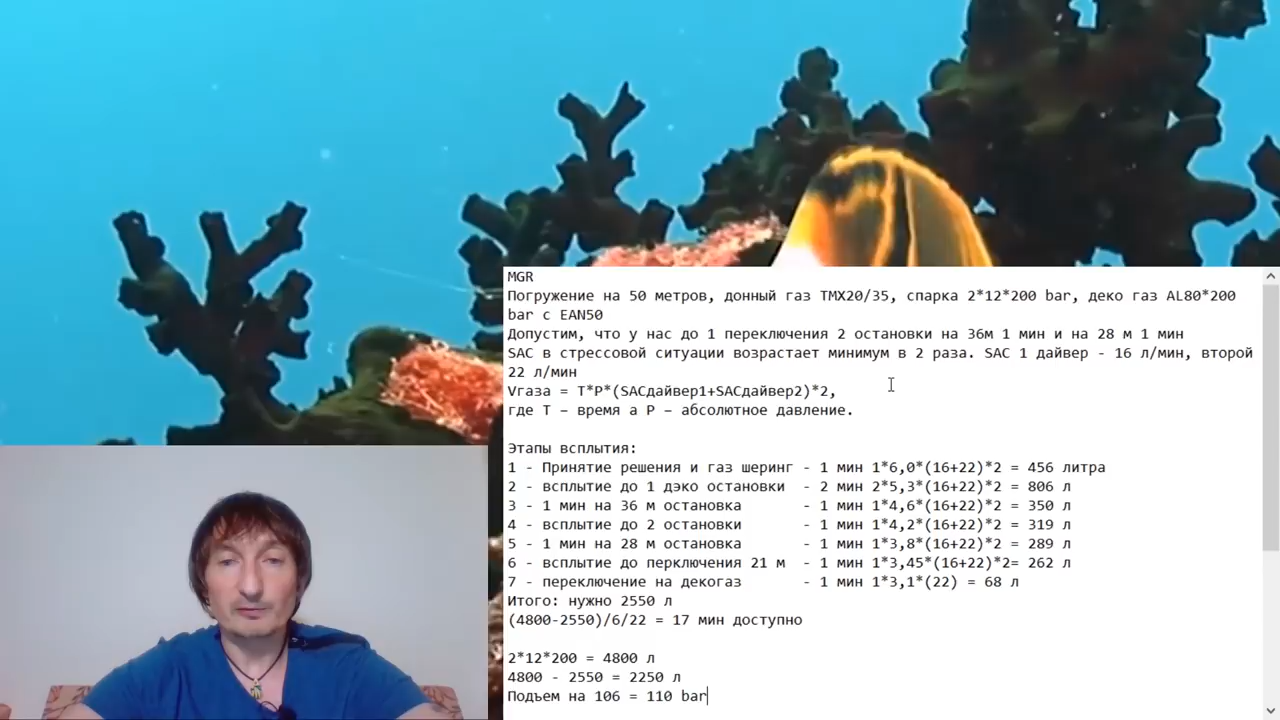 MGR
Погружение на 50 метров, донный газ TMX20/35, спарка 2*12*200 bar, деко газ AL80*200
bar с EAN50
Допустим, что у нас до 1 переключения 2 остановки на 36м 1 мин и на 28 м 1 мин
SAC в стрессовой ситуации возрастает минимум в 2 раза. SAC 1 дайвер - 16 л/мин, второй
22 л/мин
Vгаза = T*P*(SACдайвер1+SACдайвер2)*2,
где Т – время а Р – абсолютное давление.
Этапы всплытия:
1 - Принятие решения и газ шеринг - 1 мин 1*6,0*(16+22)*2 = 456 литра
2 - всплытие до 1 дэко остановки - 2 мин 2*5,3*(16+22)*2 = 806 л
3 - 1 мин на 36 м остановка - 1 мин 1*4,6*(16+22)*2 = 350 л
4 - всплытие до 2 остановки - 1 мин 1*4,2*(16+22)*2 = 319 л
5 - 1 мин на 28 м остановка - 1 мин 1*3,8*(16+22)*2 = 289 л
6 - всплытие до перключения 21 м - 1 мин 1*3,45*(16+22)*2= 262 л
7 - переключение на декогаз - 1 мин 1*3,1*(22) = 68 л
Итого: нужно 2550 л
(4800-2550)/6/22 = 17 мин доступно
2*12*200 = 4800 л
4800 - 2550 = 2250 л
Подъем на 106 = 110 bar